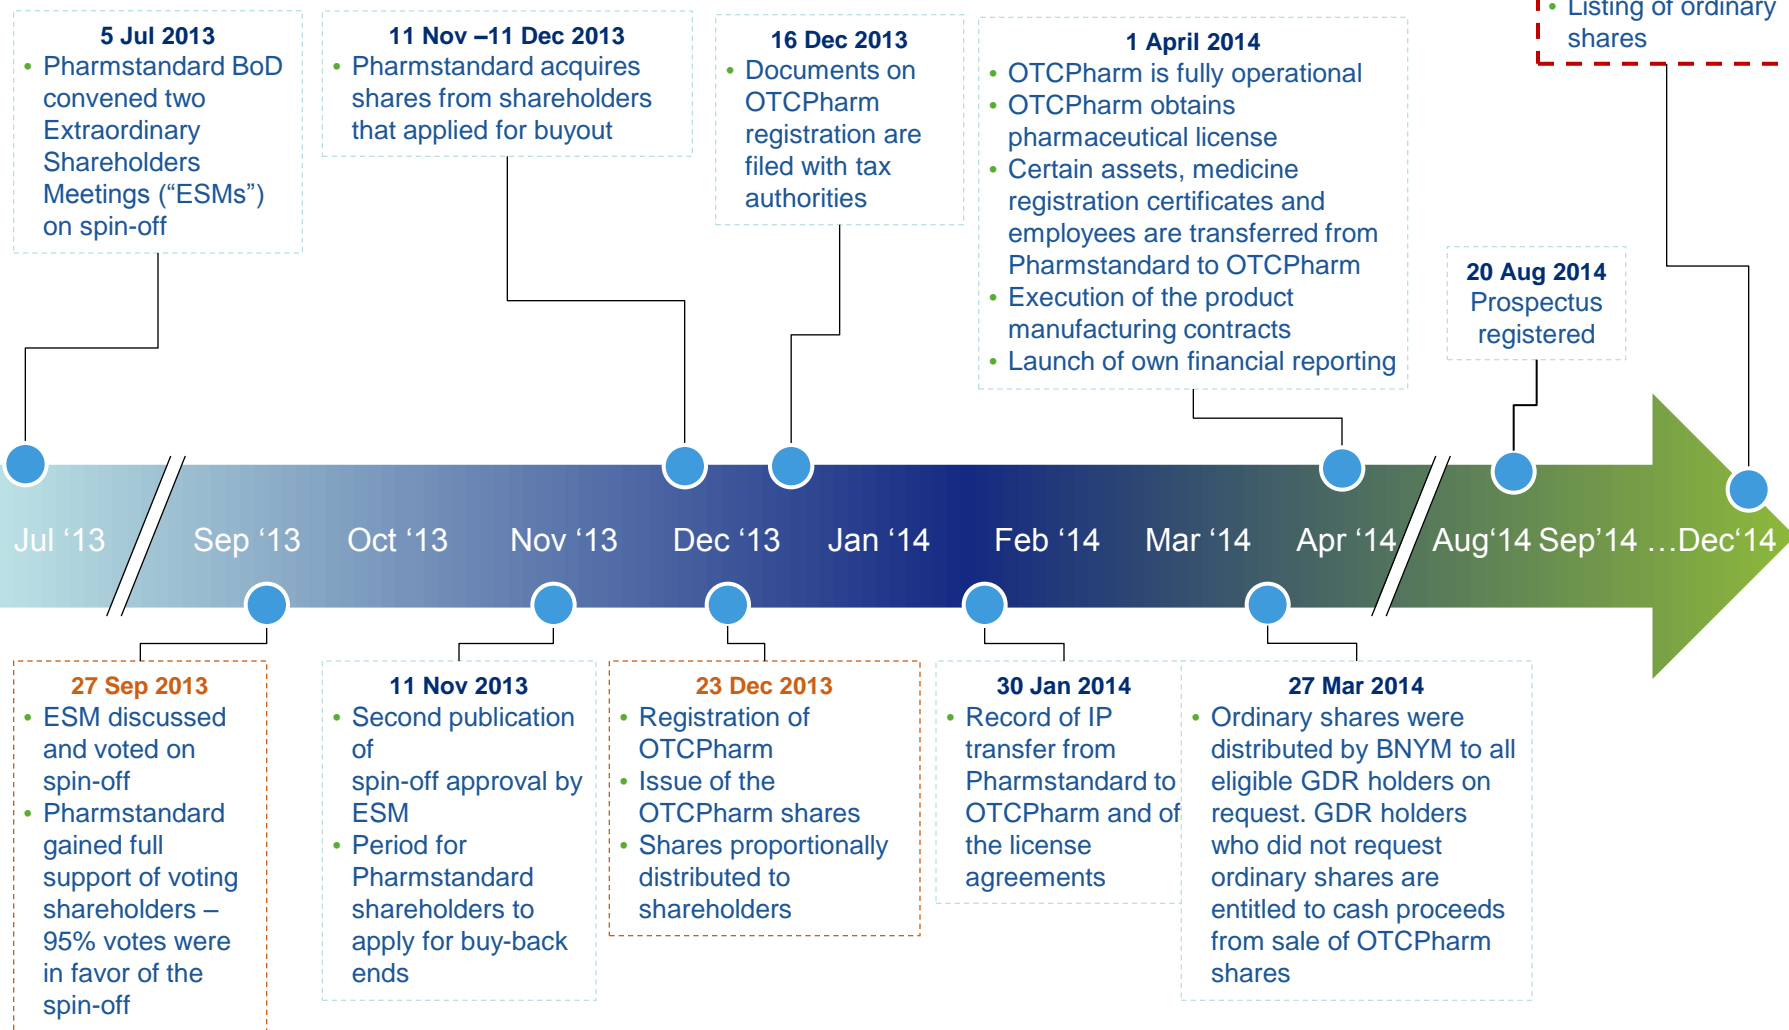 5 Jul 2013
• Pharmstandard BoD
convened two
Extraordinary
Shareholders
Meetings (“ESMs”)
on spin-off
11 Nov –11 Dec 2013
• Pharmstandard acquires
shares from shareholders
that applied for buyout
16 Dec 2013
• Documents on
OTCPharm
registration are
filed with tax
authorities
1 April 2014
• OTCPharm is fully operational
• OTCPharm obtains
pharmaceutical license
• Certain assets, medicine
registration certificates and
employees are transferred from
Pharmstandard to OTCPharm
• Execution of the product
manufacturing contracts
• Launch of own financial reporting
20 Aug 2014
Prospectus
registered
• Listing of ordinary
shares
Jul ‘13 Sep ‘13 Oct ‘13 Nov ‘13 Dec ‘13 Jan ‘14 Feb ‘14 Mar ‘14 Apr ‘14 Aug‘14 Sep’14 …Dec‘14
27 Sep 2013
• ESM discussed
and voted on
spin-off
• Pharmstandard
gained full
support of voting
shareholders –
95% votes were
in favor of the
spin-off
11 Nov 2013
• Second publication
of
spin-off approval by
ESM
• Period for
Pharmstandard
shareholders to
apply for buy-back
ends
23 Dec 2013
• Registration of
OTCPharm
• Issue of the
OTCPharm shares
• Shares proportionally
distributed to
shareholders
30 Jan 2014
• Record of IP
transfer from
Pharmstandard to
OTCPharm and of
the license
agreements
27 Mar 2014
• Ordinary shares were
distributed by BNYM to all
eligible GDR holders on
request. GDR holders
who did not request
ordinary shares are
entitled to cash proceeds
from sale of OTCPharm
shares